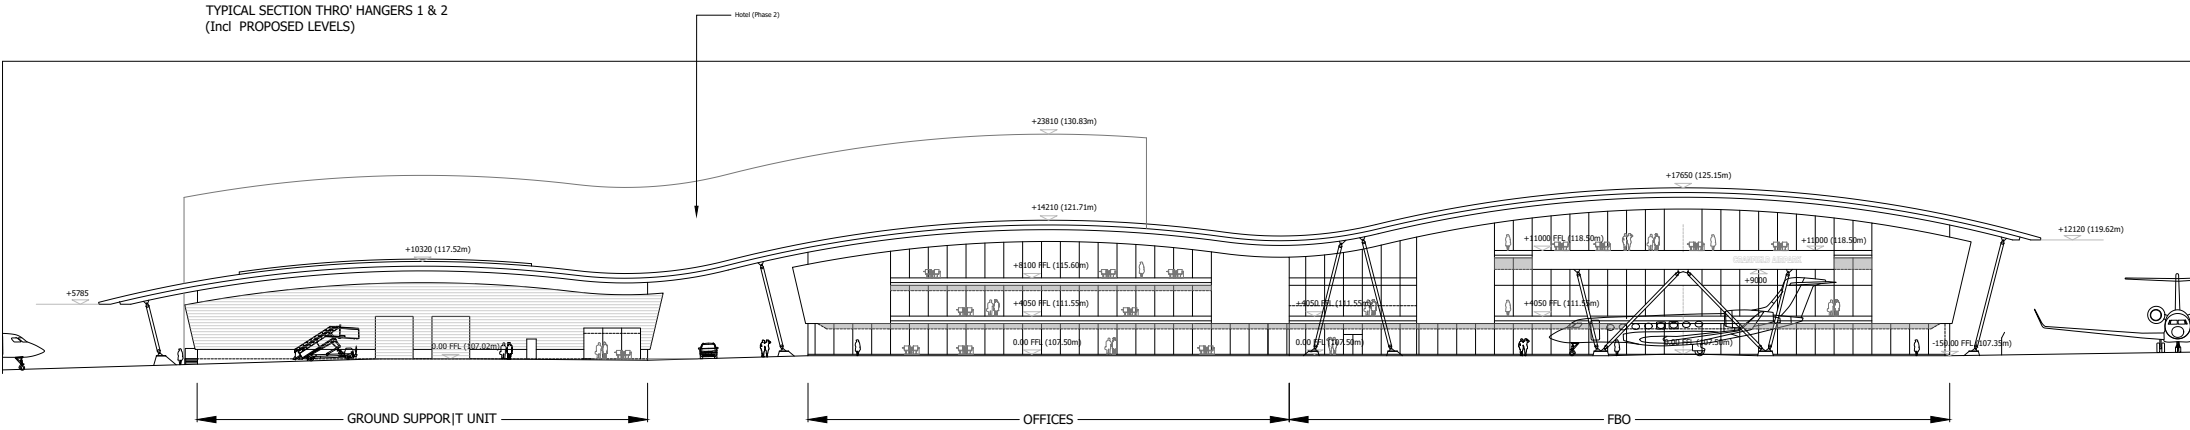 TYPICAL SECTION THRO' HANGERS 1 & 2
(Incl PROPOSED LEVELS)
Hotel (Phase 2)
+23810 (130.83m)
+17650 (125.15m)
+14210 (121.71m)
+12120 (119.62m)
+10320 (117.52m)
+11000 FFL (118.50m)
+11000 (118.50m)
CRANFIELD AIRPARK
+8100 FFL (115.60m)
+9000
+5785
+4050 FFL (111.55m)
+4050 FFL (111.55m)
+4050 FFL (111.55m)
0.00 FFL (107.02m)
0.00 FFL (107.50m)
0.00 FFL (107.50m)
0.00 FFL (107.50m)
-150.00 FFL (107.35m)
GROUND SUPPOR|T UNIT
OFFICES
FBO